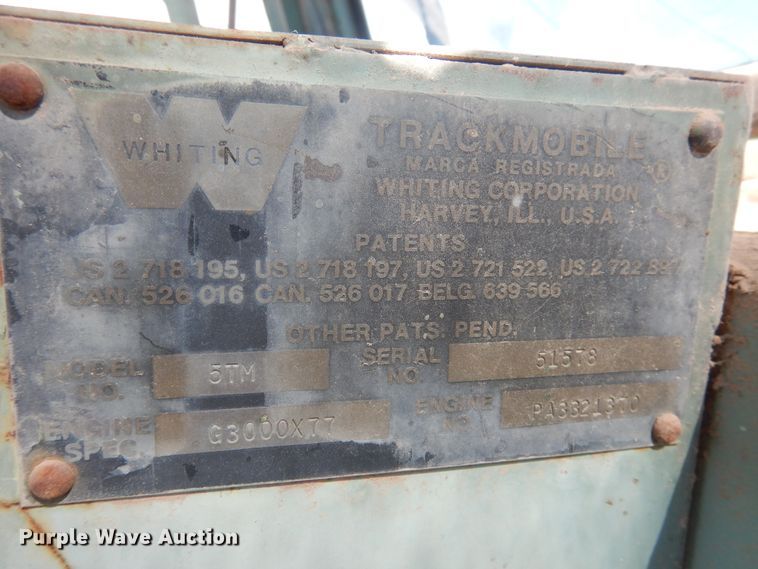 WHITING
TRACKMOBILE
MARCA REGISTRADA ®
WHITING CORPORATION
HARVEY, ILL., U.S.A.
PATENTS
US 2 718 195, US 2 718 197, US 2 721 522, US 2 722
CAN. 526 016 CAN. 526 017 BELG. 639 566
OTHER PATS. PEND.
MODEL NO. 5TM
SERIAL NO. 51578
ENGINE SPEC. G3000X77
ENGINE NO. PA3321370
Purple Wave Auction